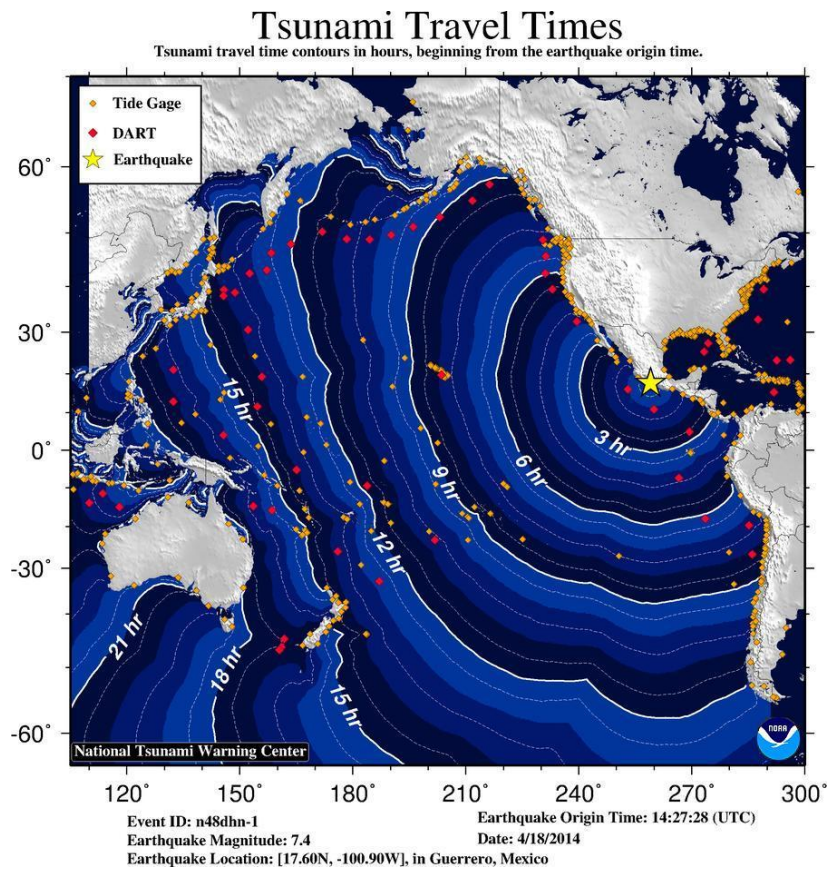 Tsunami Travel Times
Tsunami travel time contours in hours, beginning from the earthquake origin time.
Tide Gage
DART
Earthquake
60°
30°
0°
-30°
-60°
15 hr
3 hr
6 hr
9 hr
12 hr
21 hr
18 hr
15 hr
National Tsunami Warning Center
NOAA
120° 150° 180° 210° 240° 270° 300°
Event ID: n48dhn-1
Earthquake Origin Time: 14:27:28 (UTC)
Earthquake Magnitude: 7.4
Date: 4/18/2014
Earthquake Location: [17.60N, -100.90W], in Guerrero, Mexico